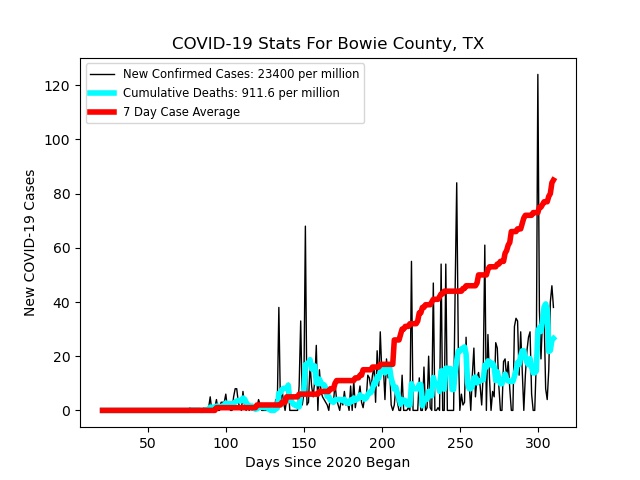 COVID-19 Stats For Bowie County, TX
New Confirmed Cases: 23400 per million
Cumulative Deaths: 911.6 per million
7 Day Case Average
New COVID-19 Cases
120
100
80
60
40
20
0
50 100 150 200 250 300
Days Since 2020 Began